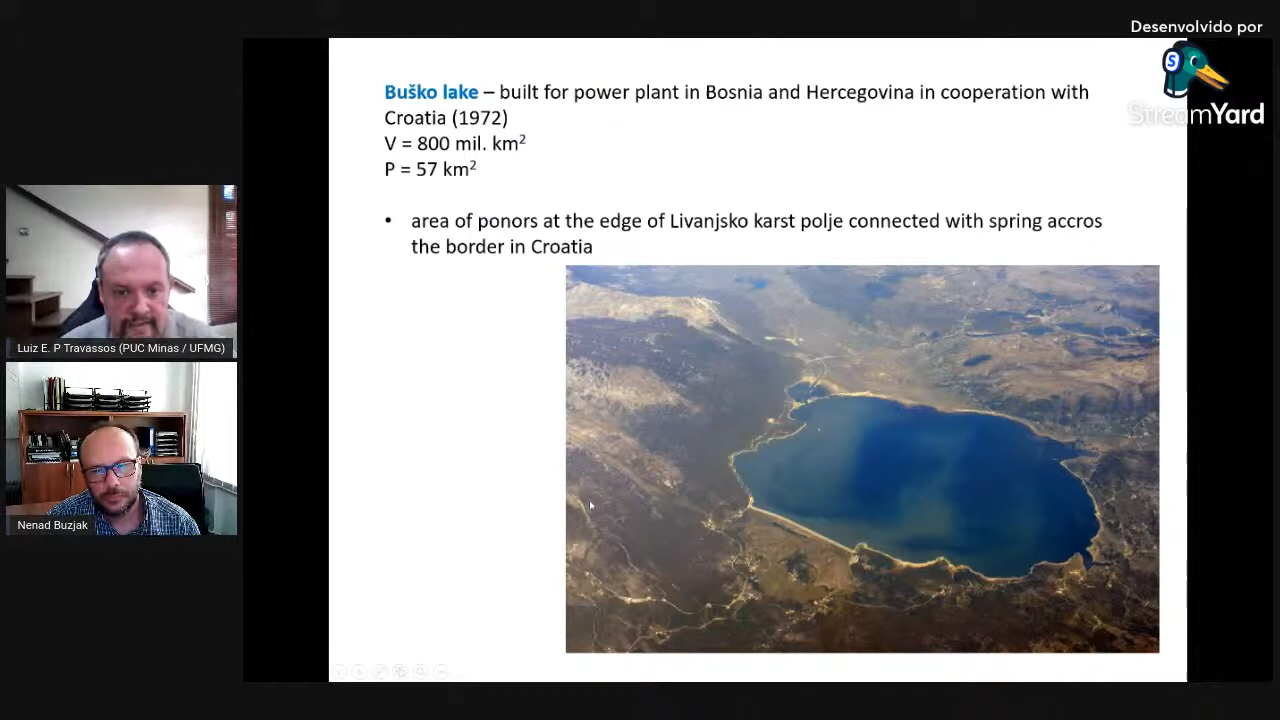 Desenvolvido por
S
StreamYard
Buško lake – built for power plant in Bosnia and Hercegovina in cooperation with
Croatia (1972)
V = 800 mil. km²
P = 57 km²
• area of ponors at the edge of Livanjsko karst polje connected with spring accros
the border in Croatia
Luiz E. P Travassos (PUC Minas / UFMG)
Nenad Buzjak